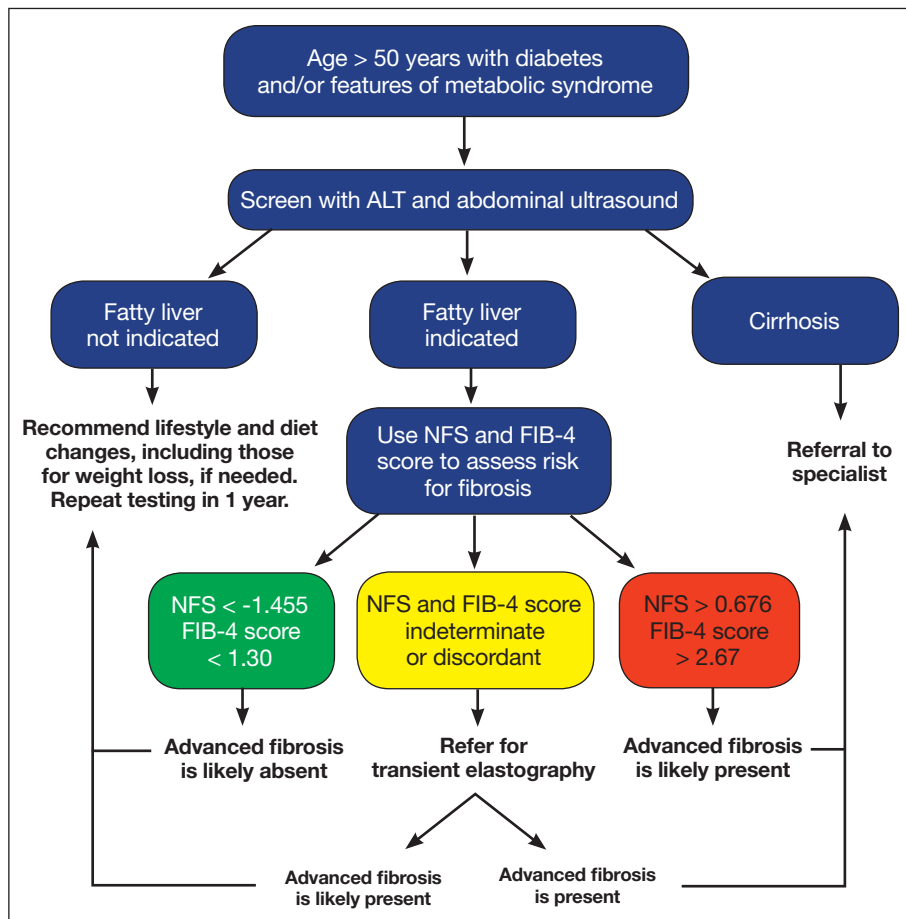 Age > 50 years with diabetes
and/or features of metabolic syndrome
Screen with ALT and abdominal ultrasound
Fatty liver
not indicated
Fatty liver
indicated
Cirrhosis
Recommend lifestyle and diet
changes, including those
for weight loss, if needed.
Repeat testing in 1 year.
Use NFS and FIB-4
score to assess risk
for fibrosis
Referral to
specialist
NFS < -1.455
FIB-4 score
< 1.30
NFS and FIB-4 score
indeterminate
or discordant
NFS > 0.676
FIB-4 score
> 2.67
Advanced fibrosis
is likely absent
Refer for
transient elastography
Advanced fibrosis
is likely present
Advanced fibrosis
is likely present
Advanced fibrosis
is present